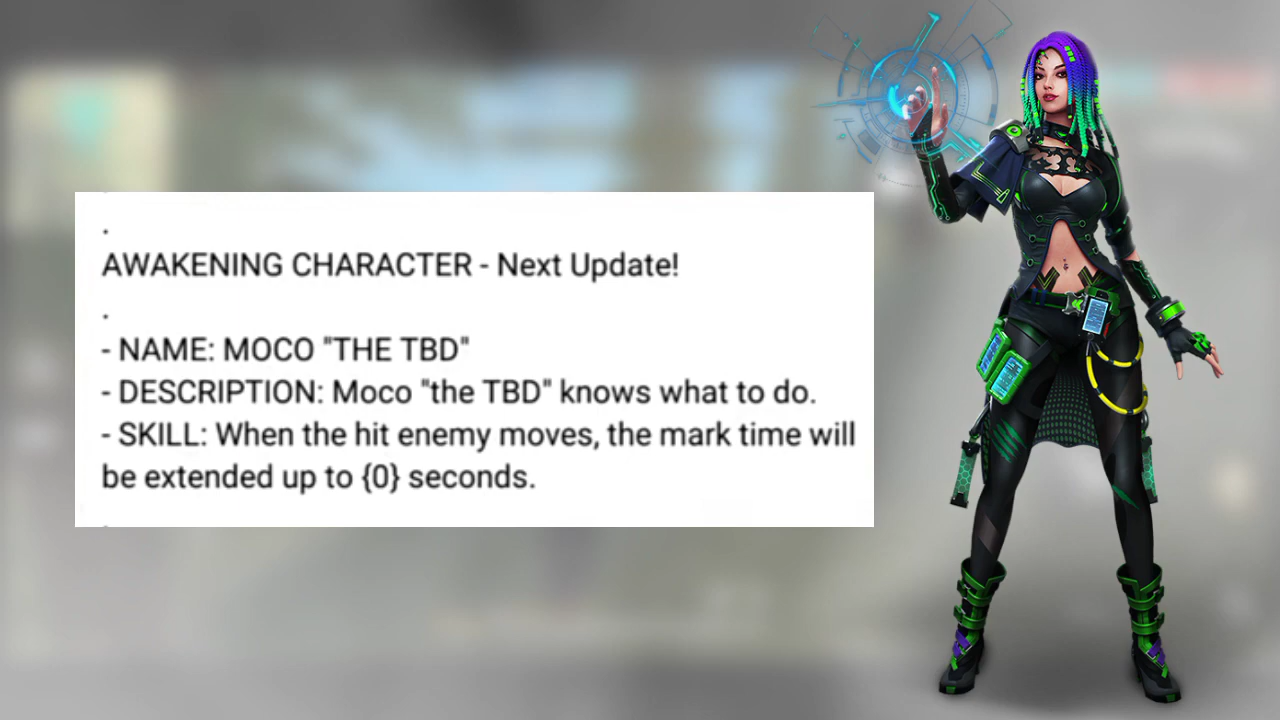 .
AWAKENING CHARACTER - Next Update!
.
- NAME: MOCO "THE TBD"
- DESCRIPTION: Moco "the TBD" knows what to do.
- SKILL: When the hit enemy moves, the mark time will
be extended up to {0} seconds.